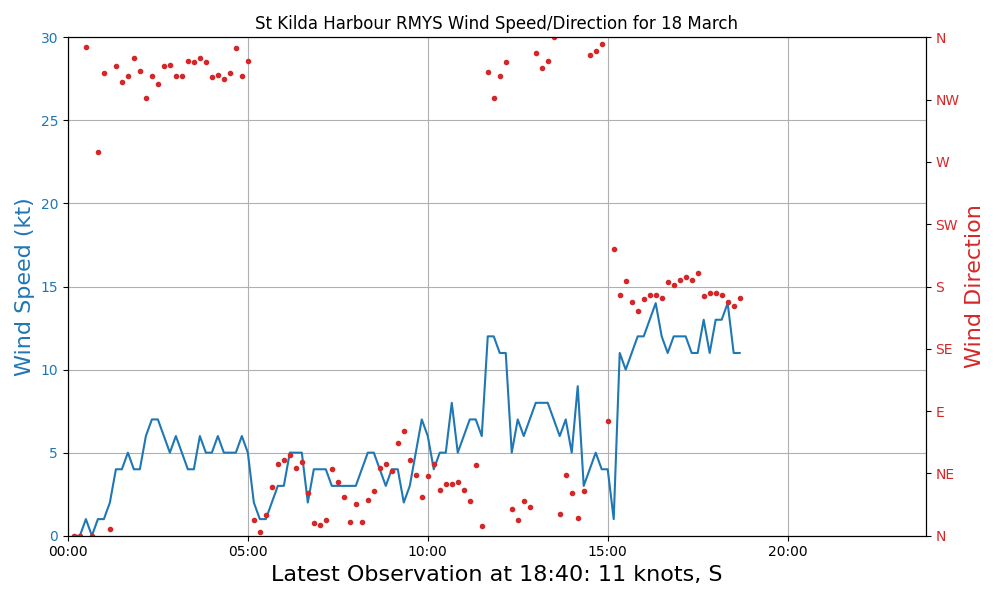 St Kilda Harbour RMYS Wind Speed/Direction for 18 March
30
25
20
15
10
5
0
Wind Speed (kt)
N
NW
W
SW
S
SE
E
NE
N
Wind Direction
00:00
05:00
10:00
15:00
20:00
Latest Observation at 18:40: 11 knots, S